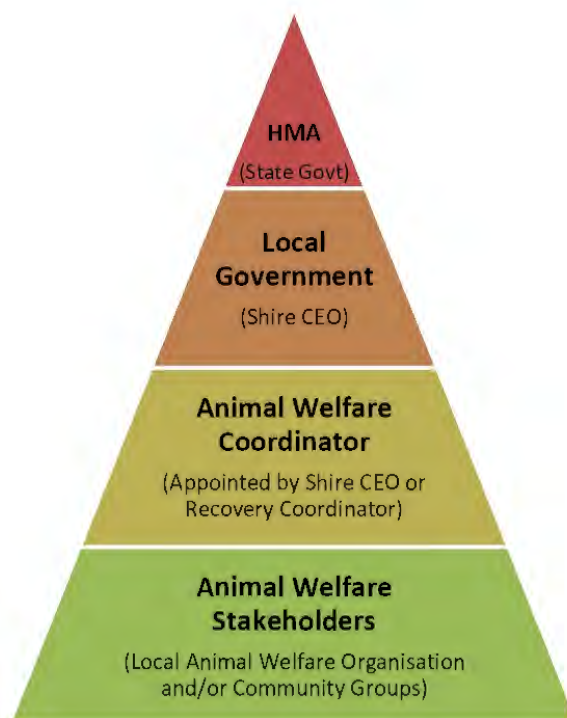 HMA
(State Govt)
Local
Government
(Shire CEO)
Animal Welfare
Coordinator
(Appointed by Shire CEO or
Recovery Coordinator)
Animal Welfare
Stakeholders
(Local Animal Welfare Organisation
and/or Community Groups)